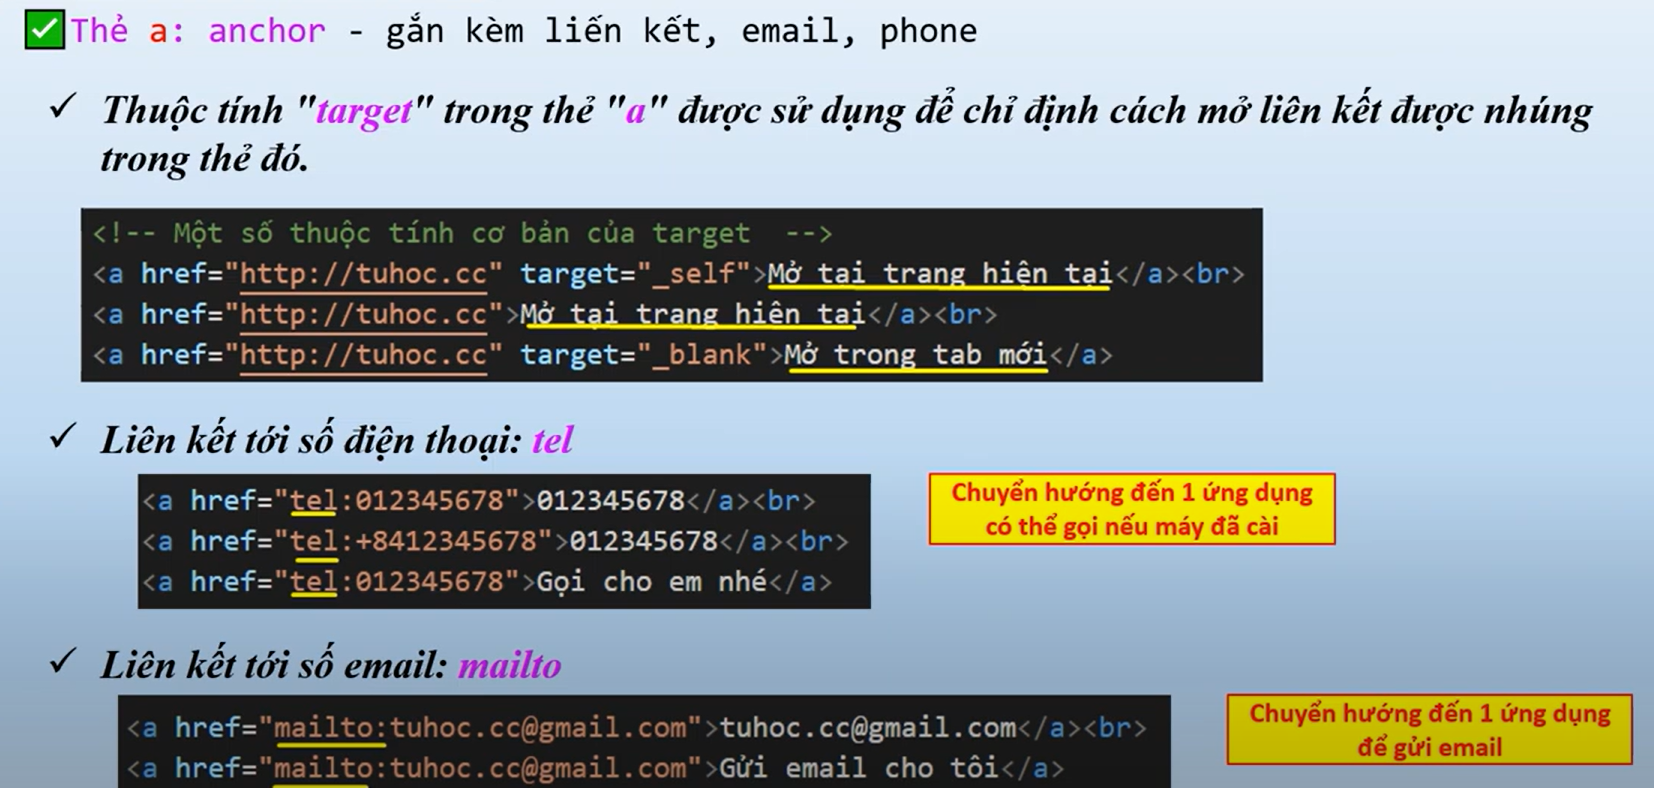 Thẻ a: anchor - gắn kèm liến kết, email, phone
Thuộc tính "target" trong thẻ "a" được sử dụng để chỉ định cách mở liên kết được nhúng
trong thẻ đó.
<!-- Một số thuộc tính cơ bản của target  -->
<a href="http://tuhoc.cc" target="_self">Mở tại trang hiện tại</a><br>
<a href="http://tuhoc.cc">Mở tại trang hiện tại</a><br>
<a href="http://tuhoc.cc" target="_blank">Mở trong tab mới</a>
Liên kết tới số điện thoại: tel
<a href="tel:012345678">012345678</a><br>
<a href="tel:+8412345678">012345678</a><br>
<a href="tel:012345678">Gọi cho em nhé</a>
Chuyển hướng đến 1 ứng dụng
có thể gọi nếu máy đã cài
Liên kết tới số email: mailto
<a href="mailto:tuhoc.cc@gmail.com">tuhoc.cc@gmail.com</a><br>
<a href="mailto:tuhoc.cc@gmail.com">Gửi email cho tôi</a>
Chuyển hướng đến 1 ứng dụng
để gửi email